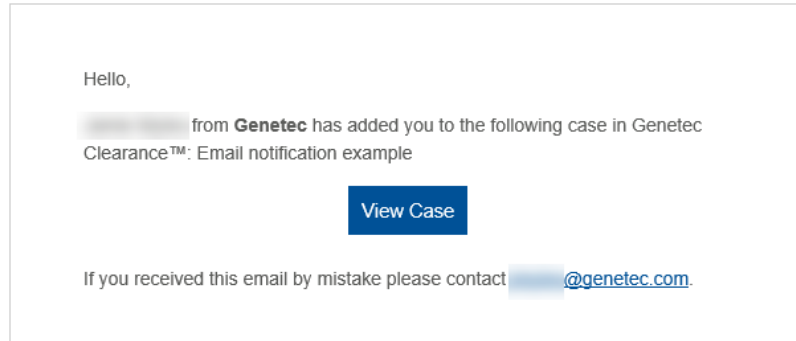 Hello,
from Genetec has added you to the following case in Genetec
Clearance™: Email notification example
View Case
If you received this email by mistake please contact @genetec.com.